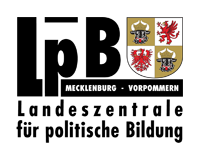 LpB
MECKLENBURG - VORPOMMERN
Landeszentrale
für politische Bildung